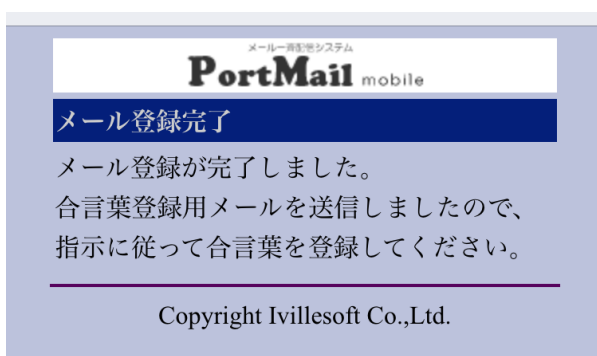 メール一斉配信システム
PortMail mobile
メール登録完了
メール登録が完了しました。
合言葉登録用メールを送信しましたので、
指示に従って合言葉を登録してください。
Copyright Ivillesoft Co.,Ltd.